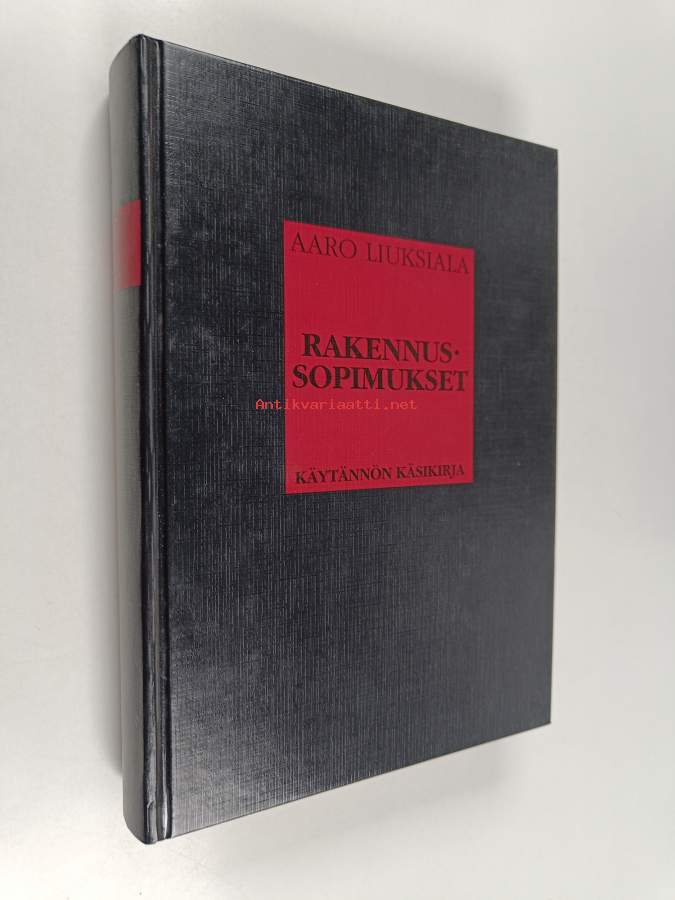 AARO LIUKSIALA
RAKENNUS-
SOPIMUKSET
Antikvariaatti.net
KÄYTÄNNÖN KÄSIKIRJA